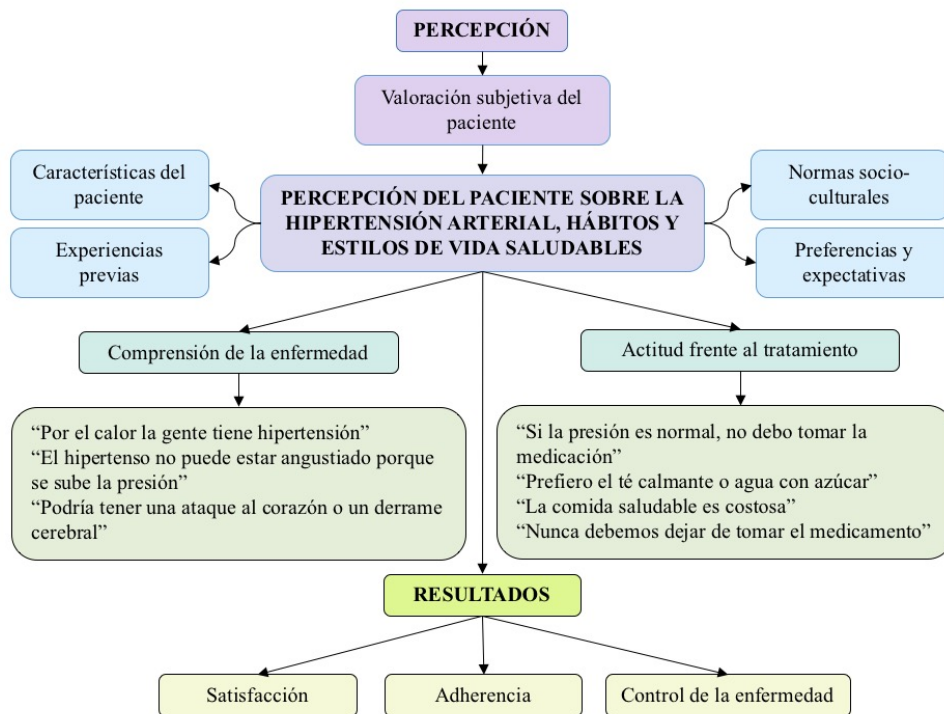 PERCEPCIÓN
Valoración subjetiva del
paciente
Características del
paciente
Experiencias
previas
PERCEPCIÓN DEL PACIENTE SOBRE LA
HIPERTENSIÓN ARTERIAL, HÁBITOS Y
ESTILOS DE VIDA SALUDABLES
Normas socio-
culturales
Preferencias y
expectativas
Comprensión de la enfermedad
“Por el calor la gente tiene hipertensión”
“El hipertenso no puede estar angustiado porque
se sube la presión”
“Podría tener una ataque al corazón o un derrame
cerebral”
Actitud frente al tratamiento
“Si la presión es normal, no debo tomar la
medicación”
“Prefiero el té calmante o agua con azúcar”
“La comida saludable es costosa”
“Nunca debemos dejar de tomar el medicamento”
RESULTADOS
Satisfacción
Adherencia
Control de la enfermedad